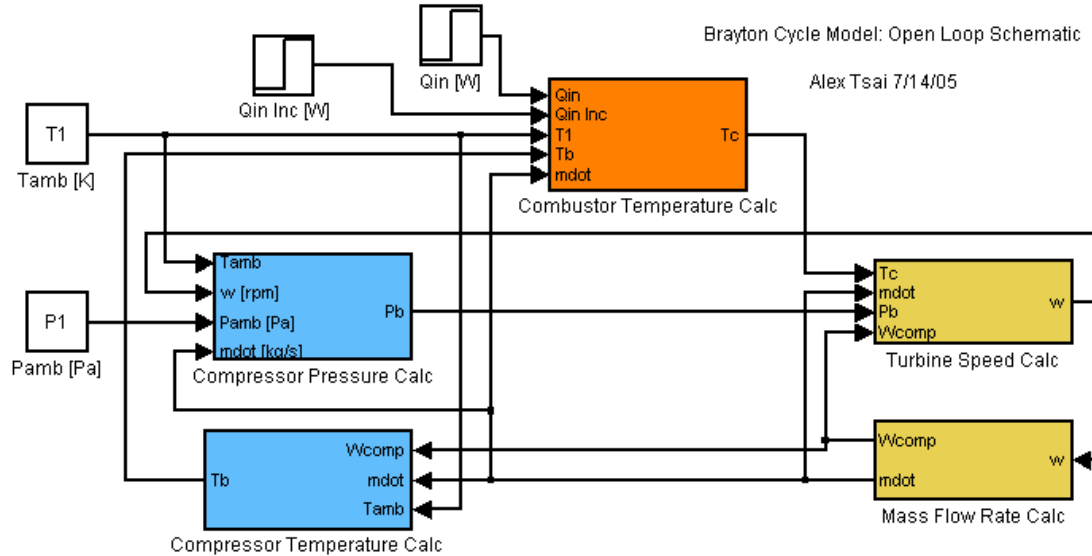 Brayton Cycle Model: Open Loop Schematic
Alex Tsai 7/14/05
Qin [W]
Qin Inc [W]
T1
Tamb [K]
Qin
Qin Inc
T1
Tb
mdot
Tc
Combustor Temperature Calc
Tamb
w [rpm]
Pamb [Pa]
mdot [kg/s]
Pb
Compressor Pressure Calc
P1
Pamb [Pa]
Tc
mdot
Pb
Wcomp
w
Turbine Speed Calc
Tb
Wcomp
mdot
Tamb
Compressor Temperature Calc
Wcomp
mdot
w
Mass Flow Rate Calc